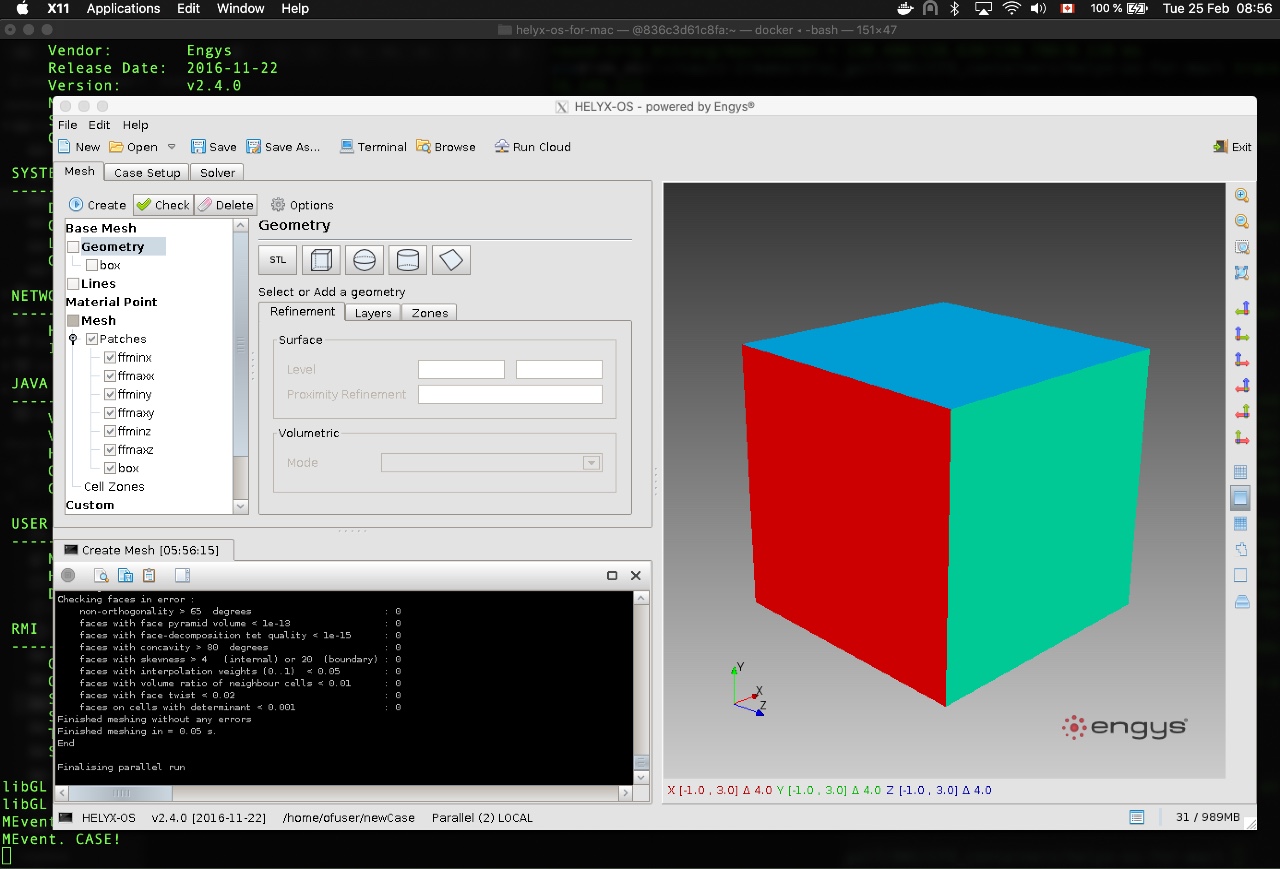 X11 Applications Edit Window Help 100 % Tue 25 Feb 08:56
helyx-os-for-mac — @836c3d61c8fa:~ — docker • -bash — 151×47
Vendor: Engys
Release Date: 2016-11-22
Version: v2.4.0
HELYX-OS - powered by Engys®
File Edit Help
New Open Save Save As... Terminal Browse Run Cloud Exit
Mesh Case Setup Solver
Create Check Delete Options
Base Mesh
Geometry
box
Lines
Material Point
Mesh
Patches
ffminx
ffmaxx
ffminy
ffmaxy
ffminz
ffmaxz
box
Cell Zones
Custom
Geometry
STL
Select or Add a geometry
Refinement Layers Zones
Surface
Level
Proximity Refinement
Volumetric
Mode
SYSTE
NETWO
JAVA
USER
RMI
Create Mesh [05:56:15]
Checking faces in error :
non-orthogonality > 65 degrees : 0
faces with face pyramid volume < 1e-13 : 0
faces with face-decomposition tet quality < 1e-15 : 0
faces with concavity > 80 degrees : 0
faces with skewness > 4 (internal) or 20 (boundary) : 0
faces with interpolation weights (0..1) < 0.05 : 0
faces with volume ratio of neighbour cells < 0.01 : 0
faces with face twist < 0.02 : 0
faces on cells with determinant < 0.001 : 0
Finished meshing without any errors
Finished meshing in = 0.05 s.
End
Finalising parallel run
Y
X
Z
engys®
X [-1.0 , 3.0] Δ 4.0 Y [-1.0 , 3.0] Δ 4.0 Z [-1.0 , 3.0] Δ 4.0
HELYX-OS v2.4.0 [2016-11-22] /home/ofuser/newCase Parallel (2) LOCAL 31 / 989MB
libGL
libGL
MEvent
MEvent. CASE!